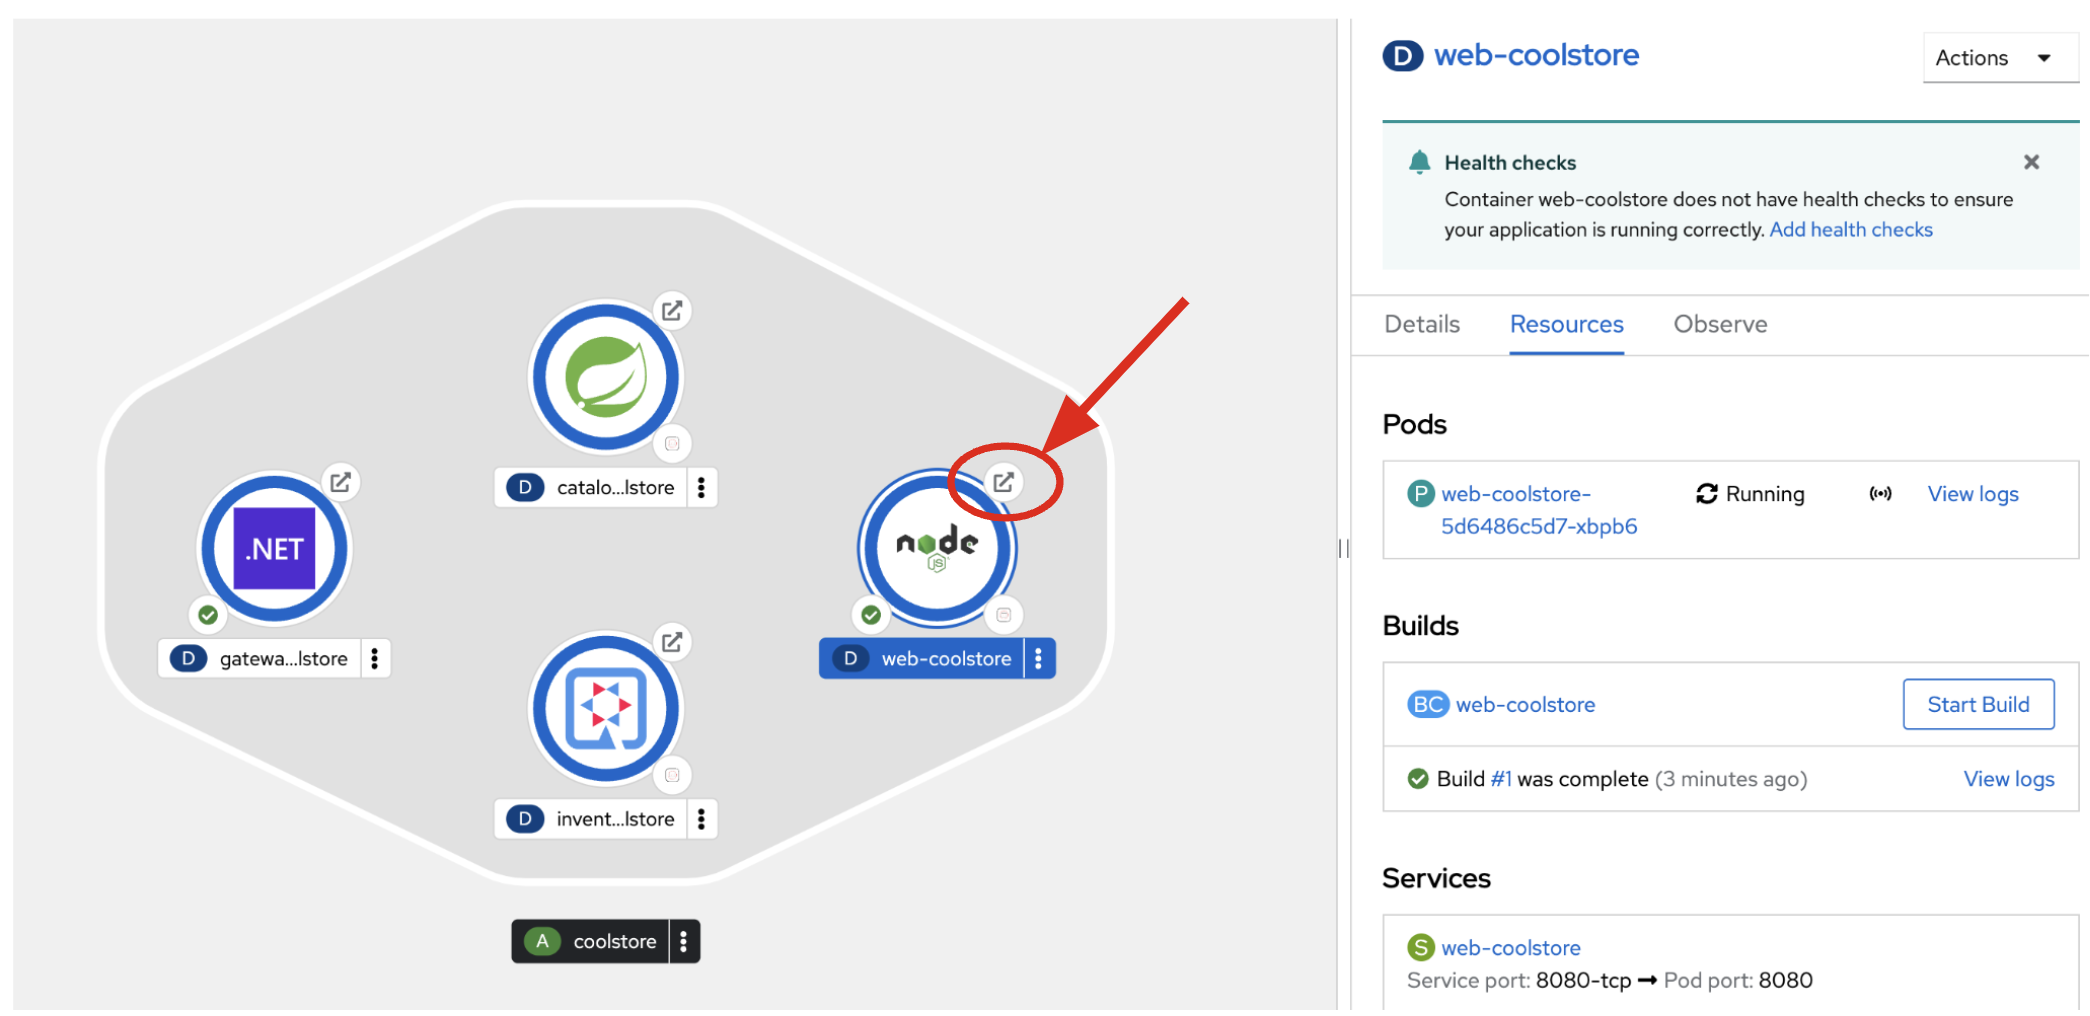 D catalo...lstore
.NET
D gatewa...lstore
node
JS
D web-coolstore
D invent...lstore
A coolstore
D web-coolstore
Actions
Health checks
Container web-coolstore does not have health checks to ensure
your application is running correctly. Add health checks
Details Resources Observe
Pods
P web-coolstore-
5d6486c5d7-xbpb6
Running
View logs
Builds
BC web-coolstore
Start Build
Build #1 was complete (3 minutes ago)
View logs
Services
S web-coolstore
Service port: 8080-tcp → Pod port: 8080